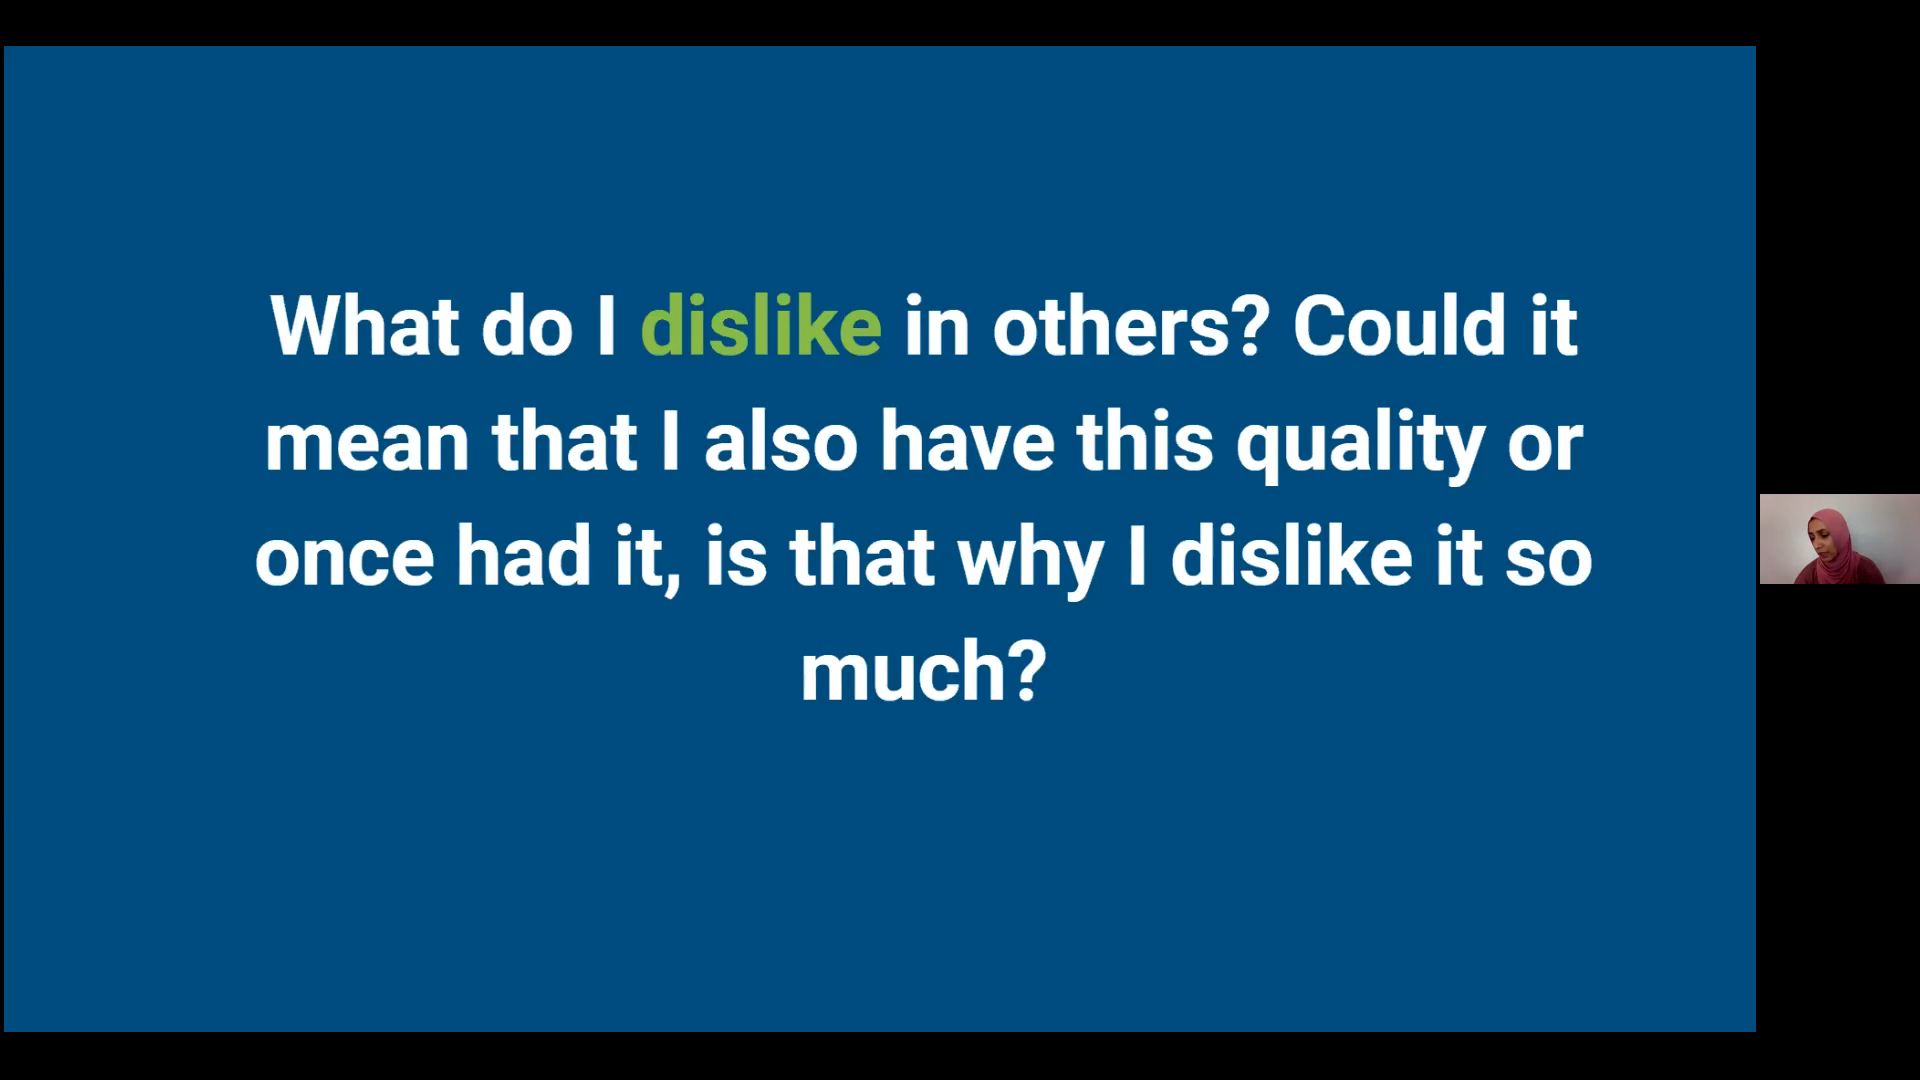 What do I dislike in others? Could it
mean that I also have this quality or
once had it, is that why I dislike it so
much?